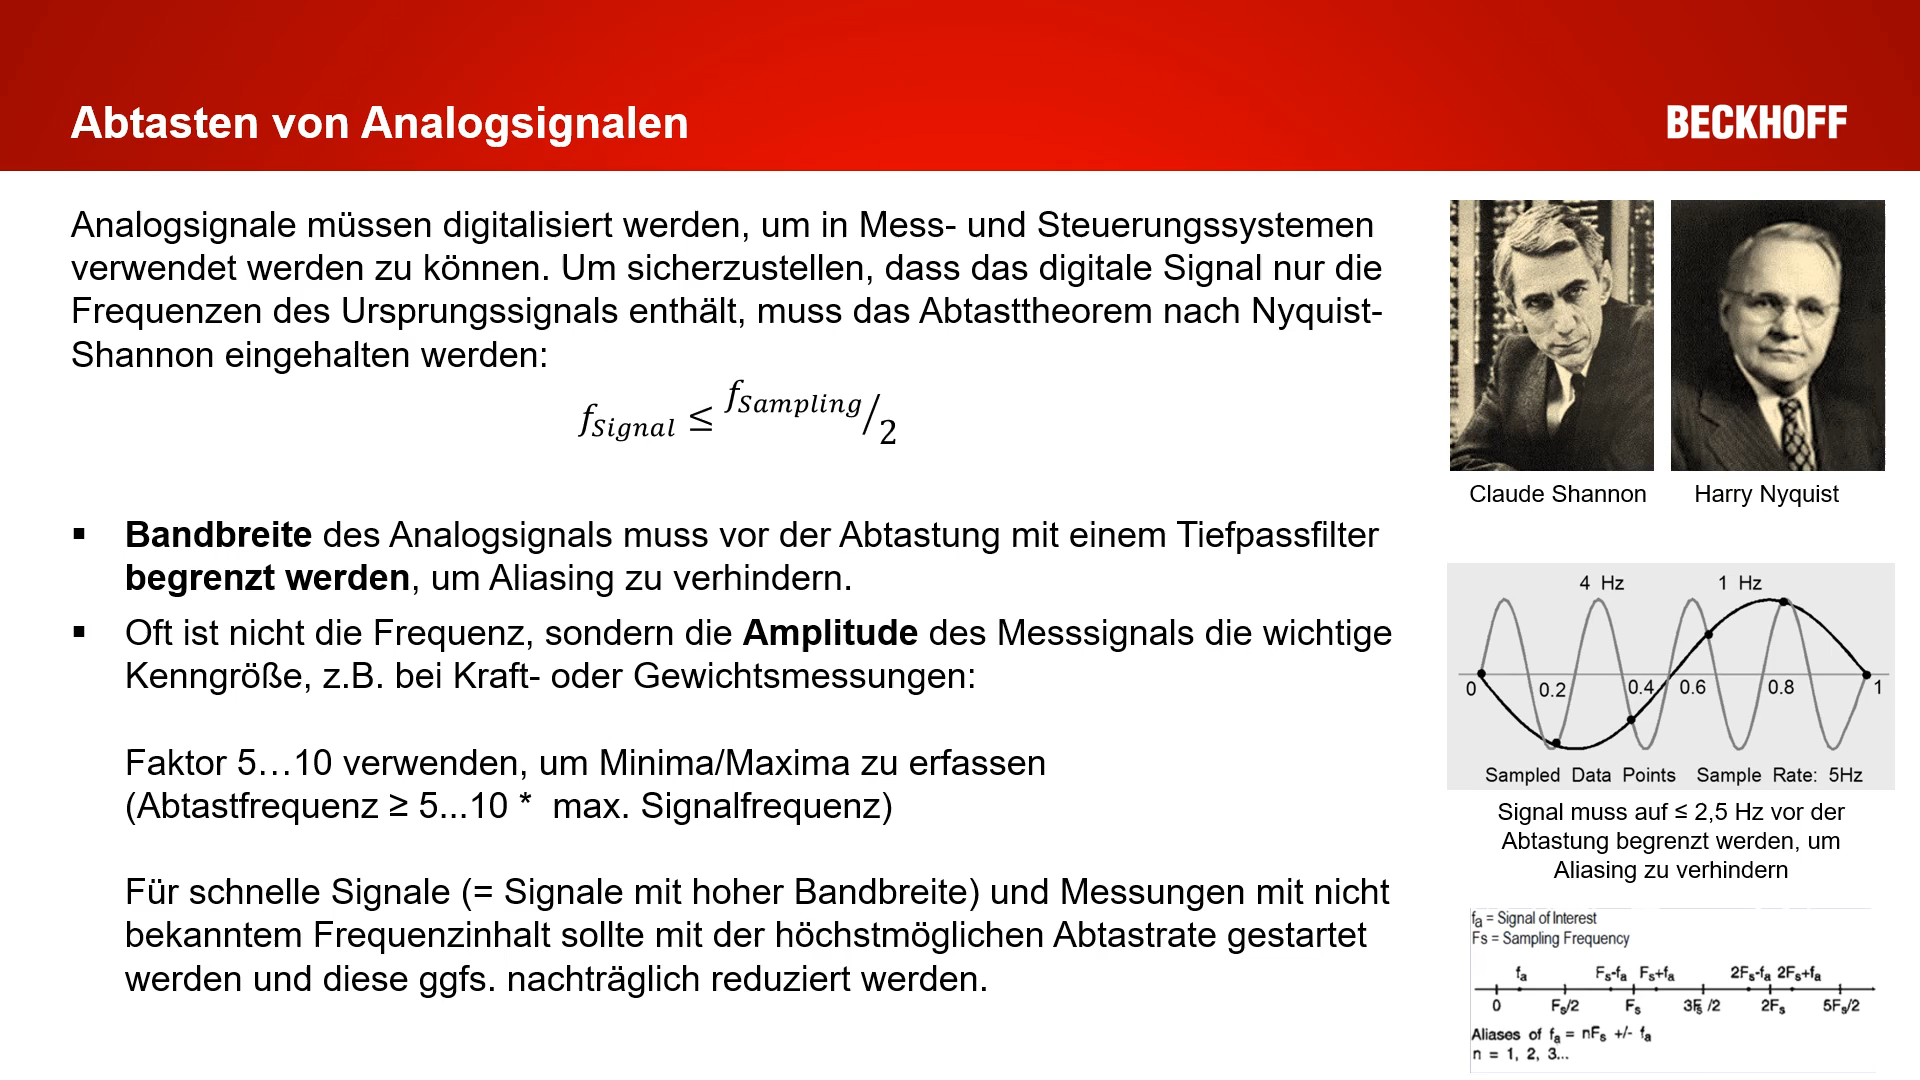 Abtasten von Analogsignalen
BECKHOFF
Analogsignale müssen digitalisiert werden, um in Mess- und Steuerungssystemen
verwendet werden zu können. Um sicherzustellen, dass das digitale Signal nur die
Frequenzen des Ursprungssignals enthält, muss das Abtasttheorem nach Nyquist-
Shannon eingehalten werden:
f_Signal ≤ f_Sampling/2
▪ Bandbreite des Analogsignals muss vor der Abtastung mit einem Tiefpassfilter
begrenzt werden, um Aliasing zu verhindern.
▪ Oft ist nicht die Frequenz, sondern die Amplitude des Messsignals die wichtige
Kenngröße, z.B. bei Kraft- oder Gewichtsmessungen:
Faktor 5…10 verwenden, um Minima/Maxima zu erfassen
(Abtastfrequenz ≥ 5...10 * max. Signalfrequenz)
Für schnelle Signale (= Signale mit hoher Bandbreite) und Messungen mit nicht
bekanntem Frequenzinhalt sollte mit der höchstmöglichen Abtastrate gestartet
werden und diese ggfs. nachträglich reduziert werden.
Claude Shannon Harry Nyquist
4 Hz 1 Hz
0 0.2 0.4 0.6 0.8 1
Sampled Data Points Sample Rate: 5Hz
Signal muss auf ≤ 2,5 Hz vor der
Abtastung begrenzt werden, um
Aliasing zu verhindern
fa = Signal of Interest
Fs = Sampling Frequency
fa Fs-fa Fs+fa 2Fs-fa 2Fs+fa
0 Fs/2 Fs 3Fs/2 2Fs 5Fs/2
Aliases of fa = nFs +/- fa
n = 1, 2, 3...